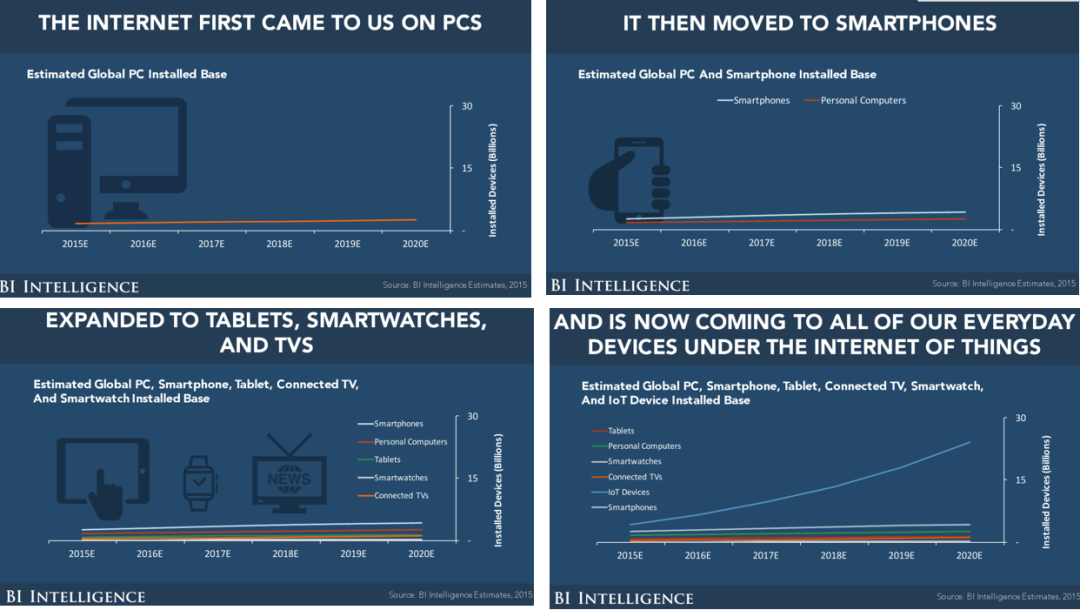 THE INTERNET FIRST CAME TO US ON PCS
Estimated Global PC Installed Base
30
15
-
Installed Devices (Billions)
2015E 2016E 2017E 2018E 2019E 2020E
BI INTELLIGENCE
Source: BI Intelligence Estimates, 2015
IT THEN MOVED TO SMARTPHONES
Estimated Global PC And Smartphone Installed Base
Smartphones Personal Computers
30
15
-
Installed Devices (Billions)
2015E 2016E 2017E 2018E 2019E 2020E
BI INTELLIGENCE
Source: BI Intelligence Estimates, 2015
EXPANDED TO TABLETS, SMARTWATCHES,
AND TVS
Estimated Global PC, Smartphone, Tablet, Connected TV,
And Smartwatch Installed Base
Smartphones
Personal Computers
Tablets
Smartwatches
Connected TVs
NEWS
30
15
-
Installed Devices (Billions)
2015E 2016E 2017E 2018E 2019E 2020E
BI INTELLIGENCE
Source: BI Intelligence Estimates, 2015
AND IS NOW COMING TO ALL OF OUR EVERYDAY
DEVICES UNDER THE INTERNET OF THINGS
Estimated Global PC, Smartphone, Tablet, Connected TV, Smartwatch,
And IoT Device Installed Base
Tablets
Personal Computers
Smartwatches
Connected TVs
IoT Devices
Smartphones
30
15
-
Installed Devices (Billions)
2015E 2016E 2017E 2018E 2019E 2020E
BI INTELLIGENCE
Source: BI Intelligence Estimates, 2015